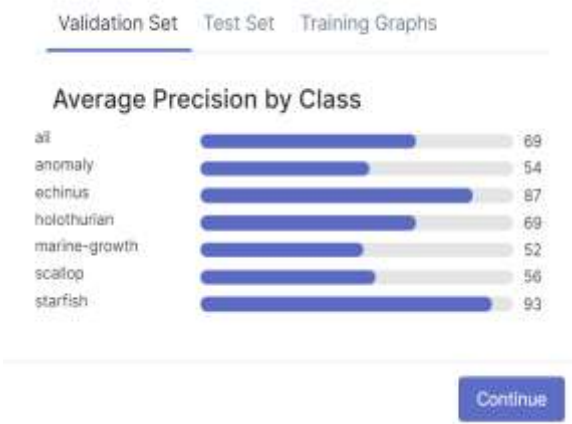 Validation Set Test Set Training Graphs
Average Precision by Class
all 69
anomaly 54
echinus 87
holothurian 69
marine-growth 52
scallop 56
starfish 93
Continue